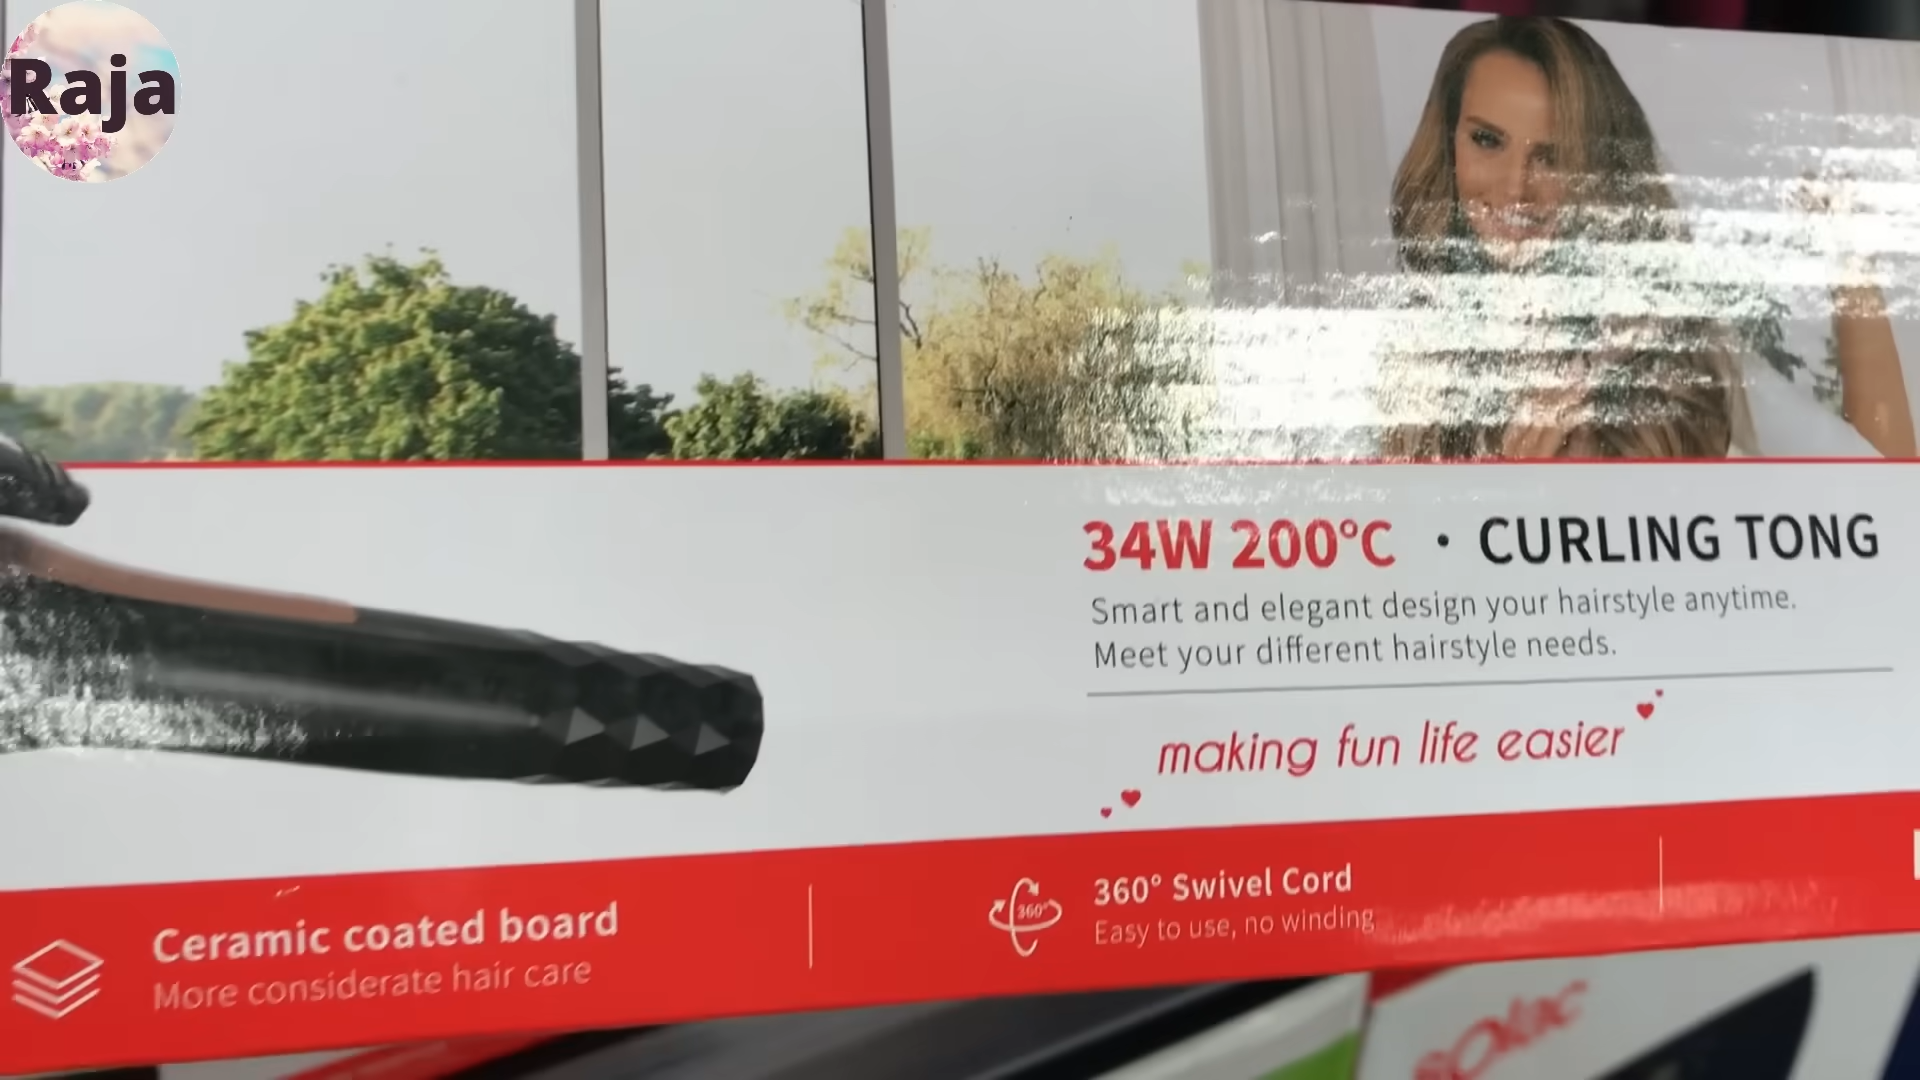 Raja
34W 200°C · CURLING TONG
Smart and elegant design your hairstyle anytime.
Meet your different hairstyle needs.
making fun life easier
Ceramic coated board
More considerate hair care
360° Swivel Cord
Easy to use, no winding
360°